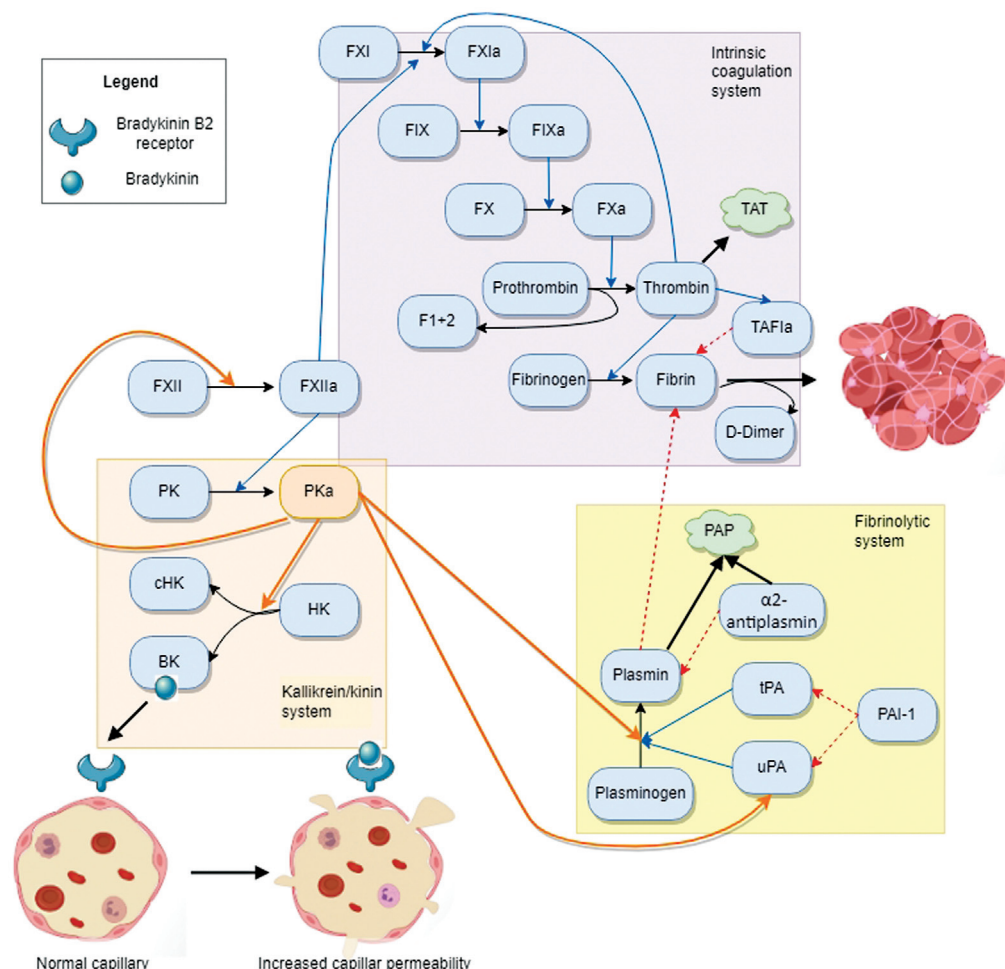 Legend
Bradykinin B2
receptor
Bradykinin
FXI
FXIa
Intrinsic
coagulation
system
FIX
FIXa
FX
FXa
TAT
Prothrombin
Thrombin
F1+2
TAFIa
FXII
FXIIa
Fibrinogen
Fibrin
D-Dimer
PK
PKa
PAP
Fibrinolytic
system
cHK
HK
α2-
antiplasmin
BK
Plasmin
tPA
PAI-1
Kallikrein/kinin
system
uPA
Plasminogen
Normal capillary
Increased capillar permeability